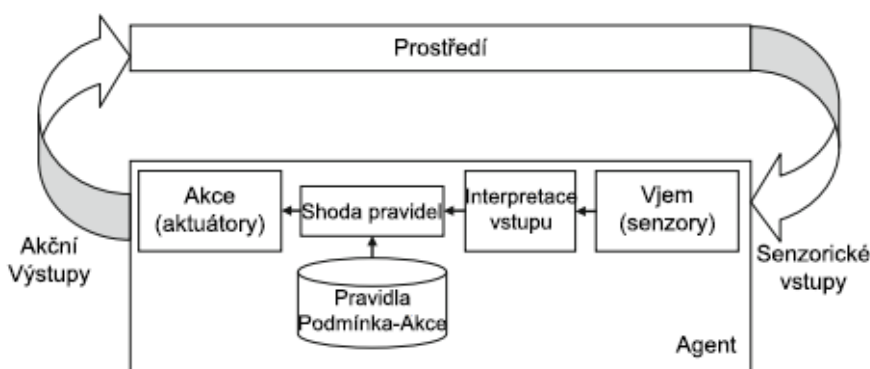 Prostředí
Akce
(aktuátory)
Shoda pravidel
Interpretace
vstupu
Vjem
(senzory)
Akční
Výstupy
Senzorické
vstupy
Pravidla
Podmínka-Akce
Agent